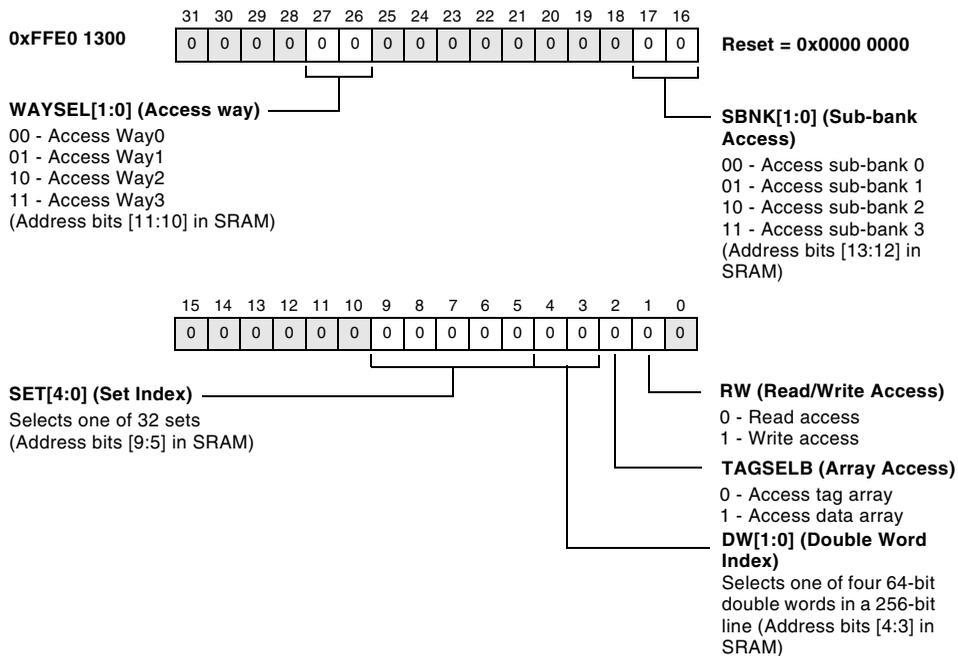 31 30 29 28 27 26 25 24 23 22 21 20 19 18 17 16
0xFFE0 1300
0 0 0 0 0 0 0 0 0 0 0 0 0 0 0 0
Reset = 0x0000 0000
WAYSEL[1:0] (Access way)
00 - Access Way0
01 - Access Way1
10 - Access Way2
11 - Access Way3
(Address bits [11:10] in SRAM)
SBNK[1:0] (Sub-bank
Access)
00 - Access sub-bank 0
01 - Access sub-bank 1
10 - Access sub-bank 2
11 - Access sub-bank 3
(Address bits [13:12] in
SRAM)
15 14 13 12 11 10 9 8 7 6 5 4 3 2 1 0
0 0 0 0 0 0 0 0 0 0 0 0 0 0 0 0
SET[4:0] (Set Index)
Selects one of 32 sets
(Address bits [9:5] in SRAM)
RW (Read/Write Access)
0 - Read access
1 - Write access
TAGSELB (Array Access)
0 - Access tag array
1 - Access data array
DW[1:0] (Double Word
Index)
Selects one of four 64-bit
double words in a 256-bit
line (Address bits [4:3] in
SRAM)